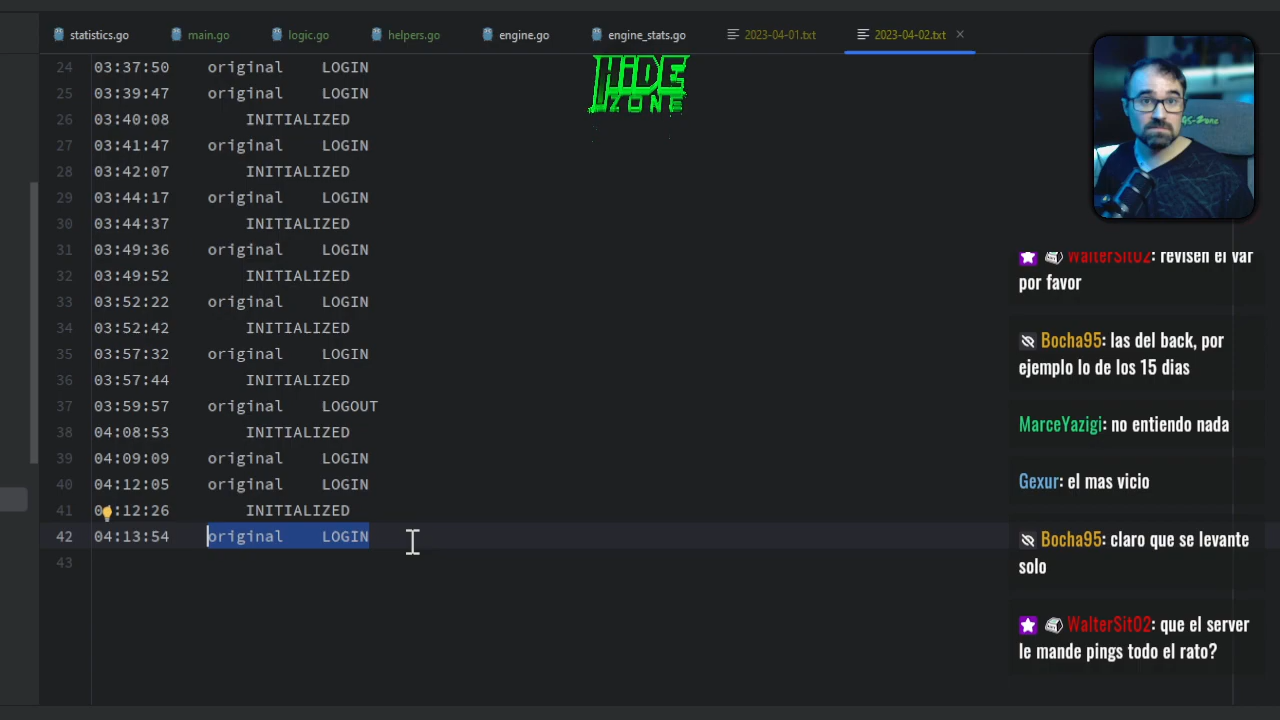 statistics.go main.go logic.go helpers.go engine.go engine_stats.go 2023-04-01.txt 2023-04-02.txt
HIDE
ZONE
24 03:37:50 original LOGIN
25 03:39:47 original LOGIN
26 03:40:08 INITIALIZED
27 03:41:47 original LOGIN
28 03:42:07 INITIALIZED
29 03:44:17 original LOGIN
30 03:44:37 INITIALIZED
31 03:49:36 original LOGIN
32 03:49:52 INITIALIZED
33 03:52:22 original LOGIN
34 03:52:42 INITIALIZED
35 03:57:32 original LOGIN
36 03:57:44 INITIALIZED
37 03:59:57 original LOGOUT
38 04:08:53 INITIALIZED
39 04:09:09 original LOGIN
40 04:12:05 original LOGIN
41 04:12:26 INITIALIZED
42 04:13:54 original LOGIN
43
WalterSit02: revisen el var
por favor
Bocha95: las del back, por
ejemplo lo de los 15 dias
MarceYazigi: no entiendo nada
Gexur: el mas vicio
Bocha95: claro que se levante
solo
WalterSit02: que el server
le mande pings todo el rato?